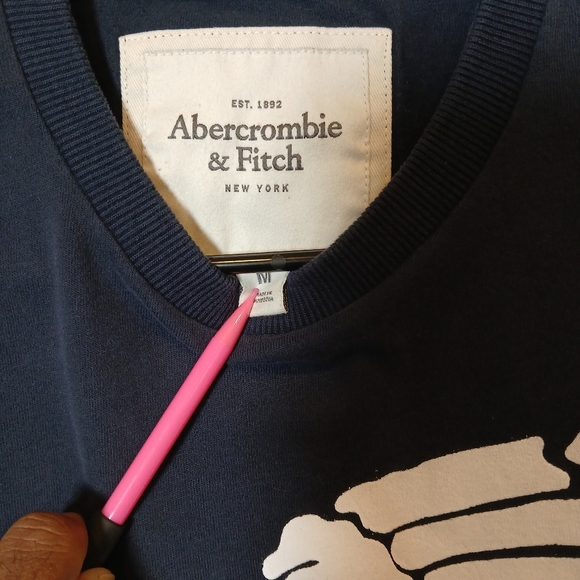 EST. 1892
Abercrombie
& Fitch
NEW YORK
M